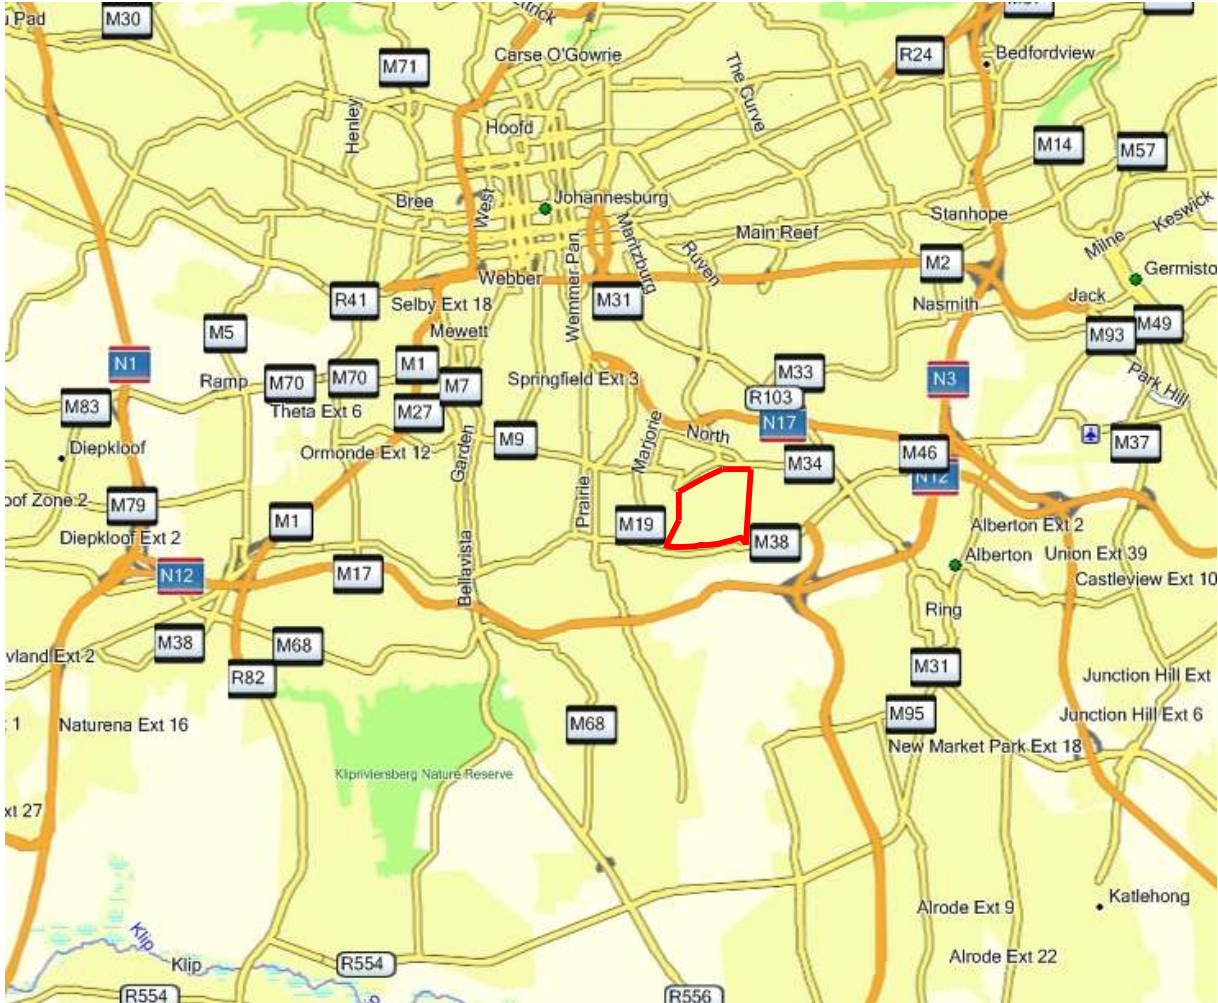 M30
Carse O'Gowrie
M71
R24
Bedfordview
The Curve
Henley
Hoofd
M14
M57
Bree
West
Johannesburg
Maritzburg
Ruven
Main Reef
Stanhope
Keswick
Milne
Wemmer Pan
Webber
M2
Germisto
R41
Selby Ext 18
M31
Nasmith
Jack
M5
Mewett
M93
M49
N1
M1
M7
Springfield Ext 3
M33
N3
Ramp
M70
M70
R103
Park Hill
M83
Theta Ext 6
M27
N17
Marjorie
North
Diepkloof
Ormonde Ext 12
Garden
M9
M46
M37
M34
N12
oof Zone 2
M79
Prairie
M1
M19
Alberton Ext 2
Diepkloof Ext 2
M38
Alberton
Union Ext 39
N12
M17
Bellavista
Castleview Ext 10
Ring
M38
M68
vland Ext 2
R82
M31
Junction Hill Ext
: 1
Naturena Ext 16
M68
M95
Junction Hill Ext 6
New Market Park Ext 18
Klipriviersberg Nature Reserve
xt 27
Katlehong
Alrode Ext 9
Klip
Klip
R554
Alrode Ext 22
R554
R556